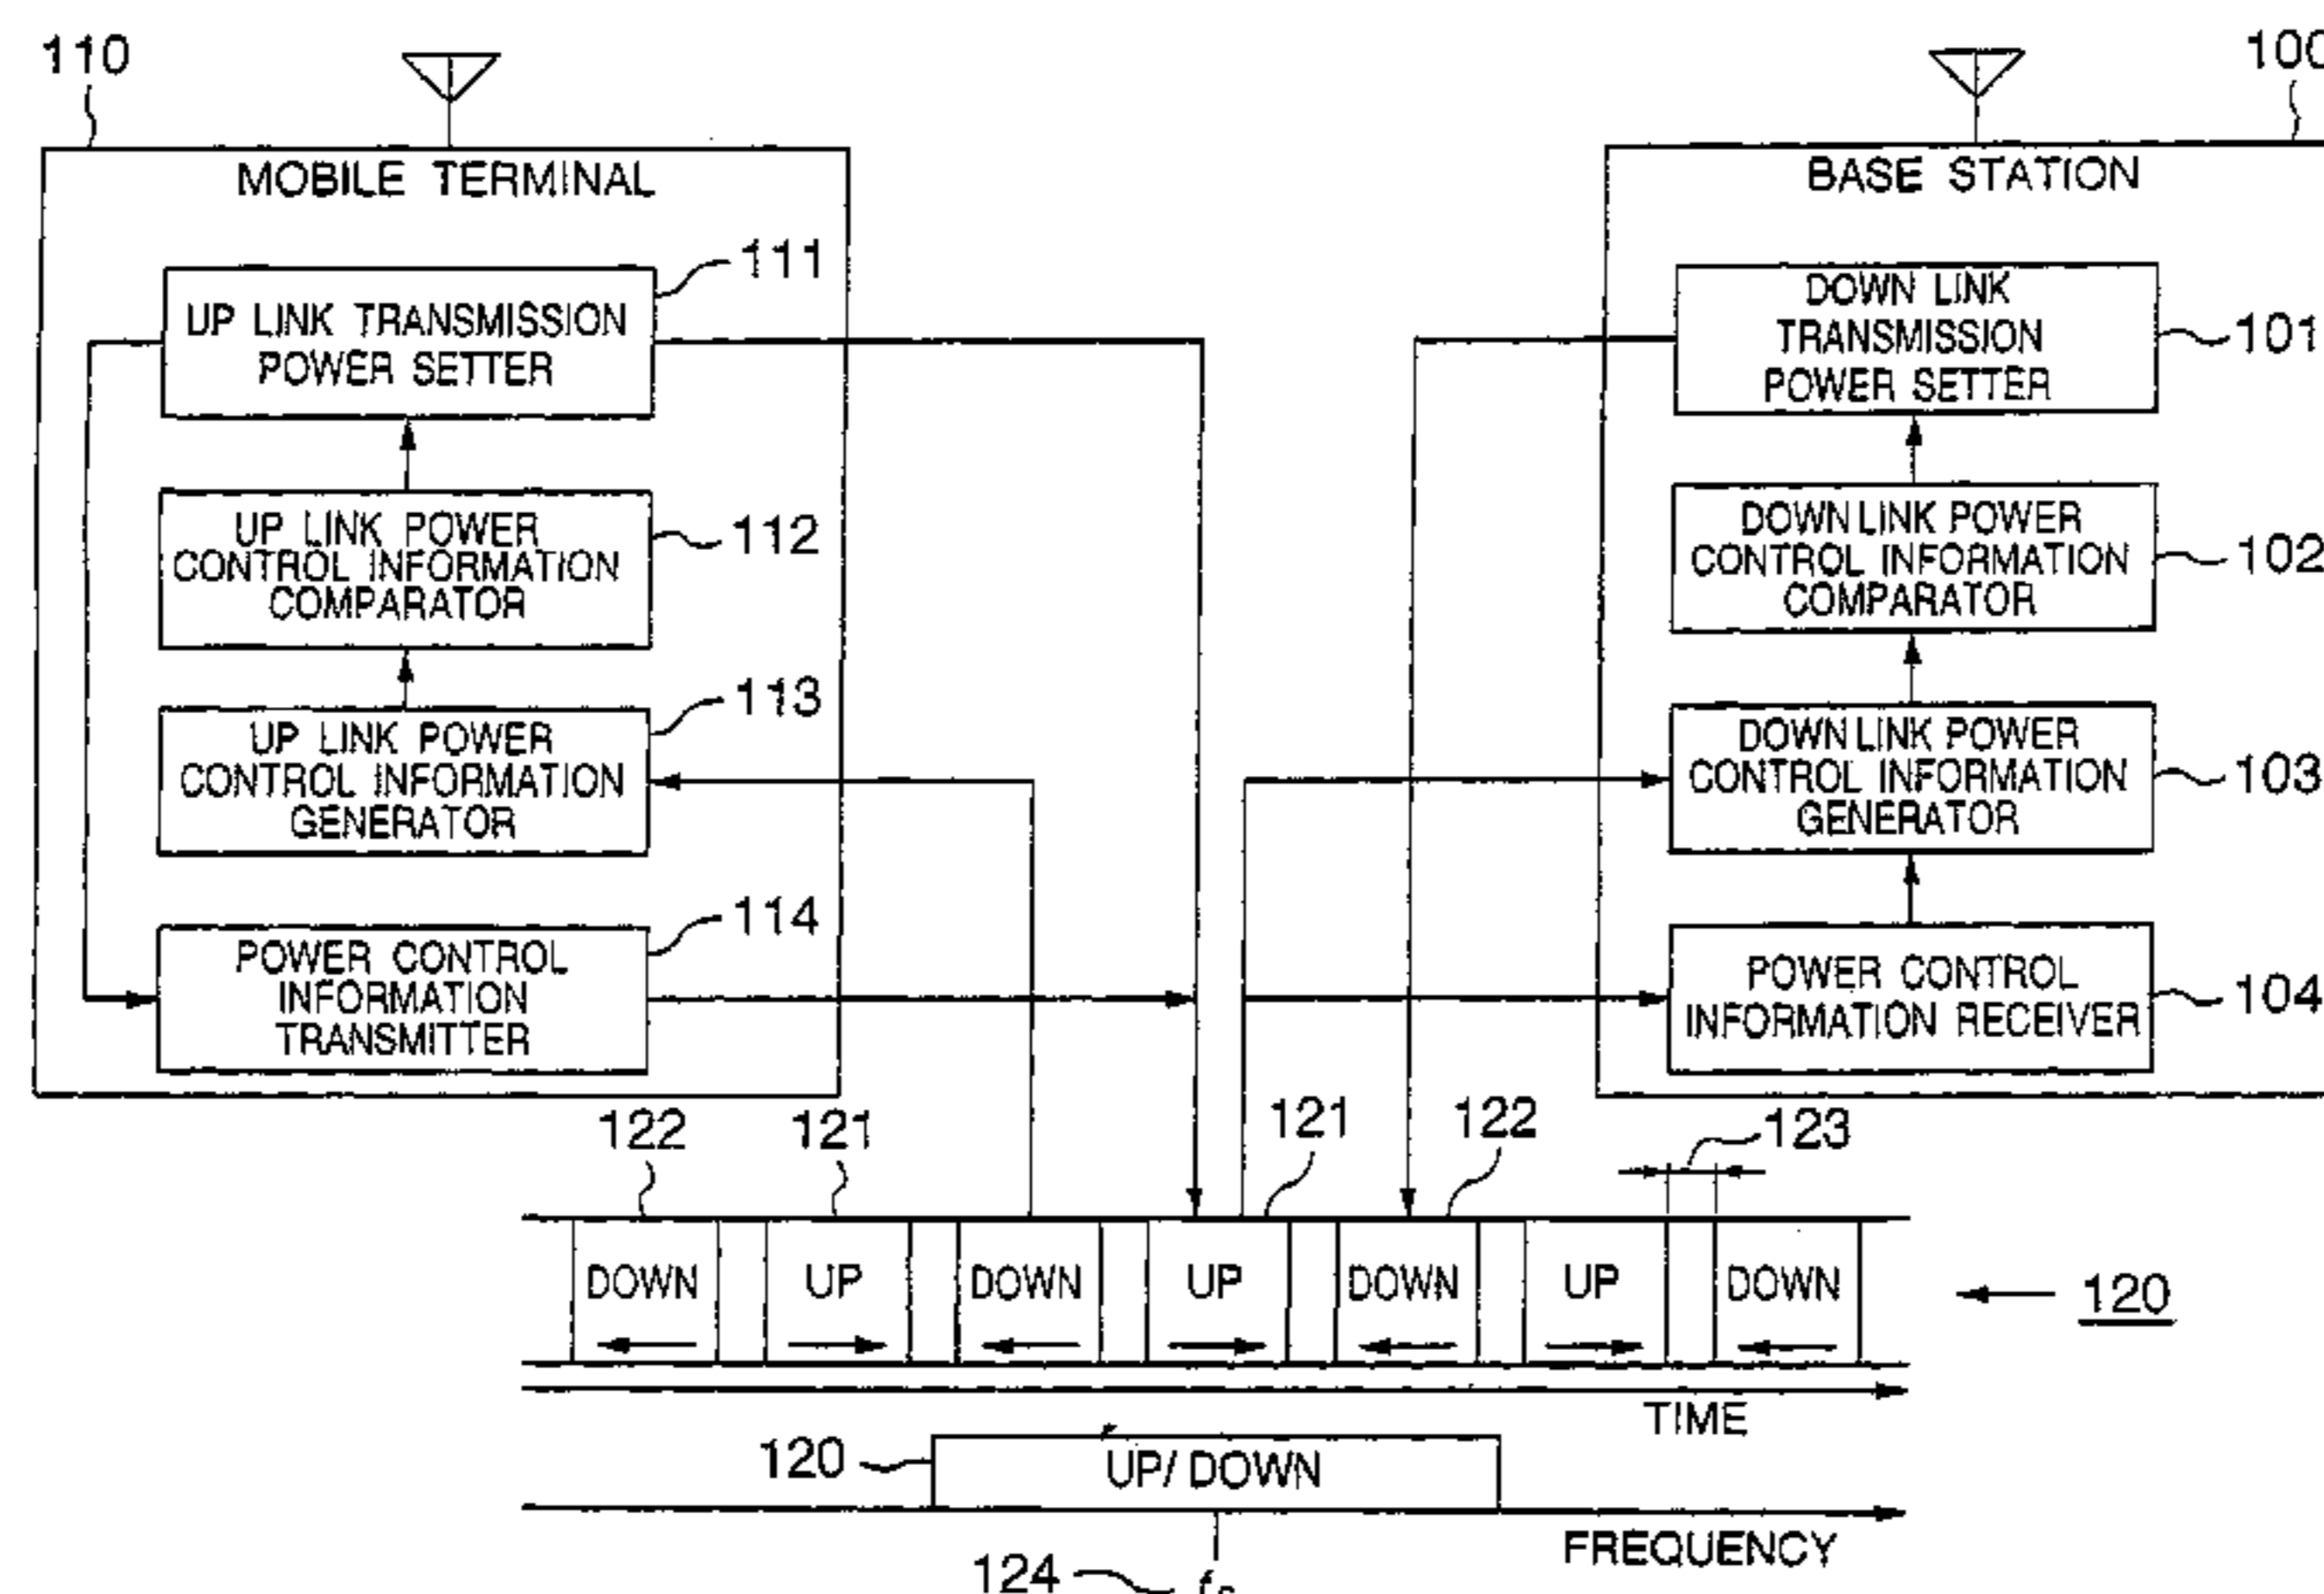 110
100
MOBILE TERMINAL
BASE STATION
UP LINK TRANSMISSION
POWER SETTER
111
DOWN LINK
TRANSMISSION
POWER SETTER
101
UP LINK POWER
CONTROL INFORMATION
COMPARATOR
112
DOWN LINK POWER
CONTROL INFORMATION
COMPARATOR
102
UP LINK POWER
CONTROL INFORMATION
GENERATOR
113
DOWN LINK POWER
CONTROL INFORMATION
GENERATOR
103
POWER CONTROL
INFORMATION
TRANSMITTER
114
POWER CONTROL
INFORMATION RECEIVER
104
122
121
121
122
123
DOWN
UP
DOWN
UP
DOWN
UP
DOWN
120
TIME
120
UP/DOWN
FREQUENCY
124